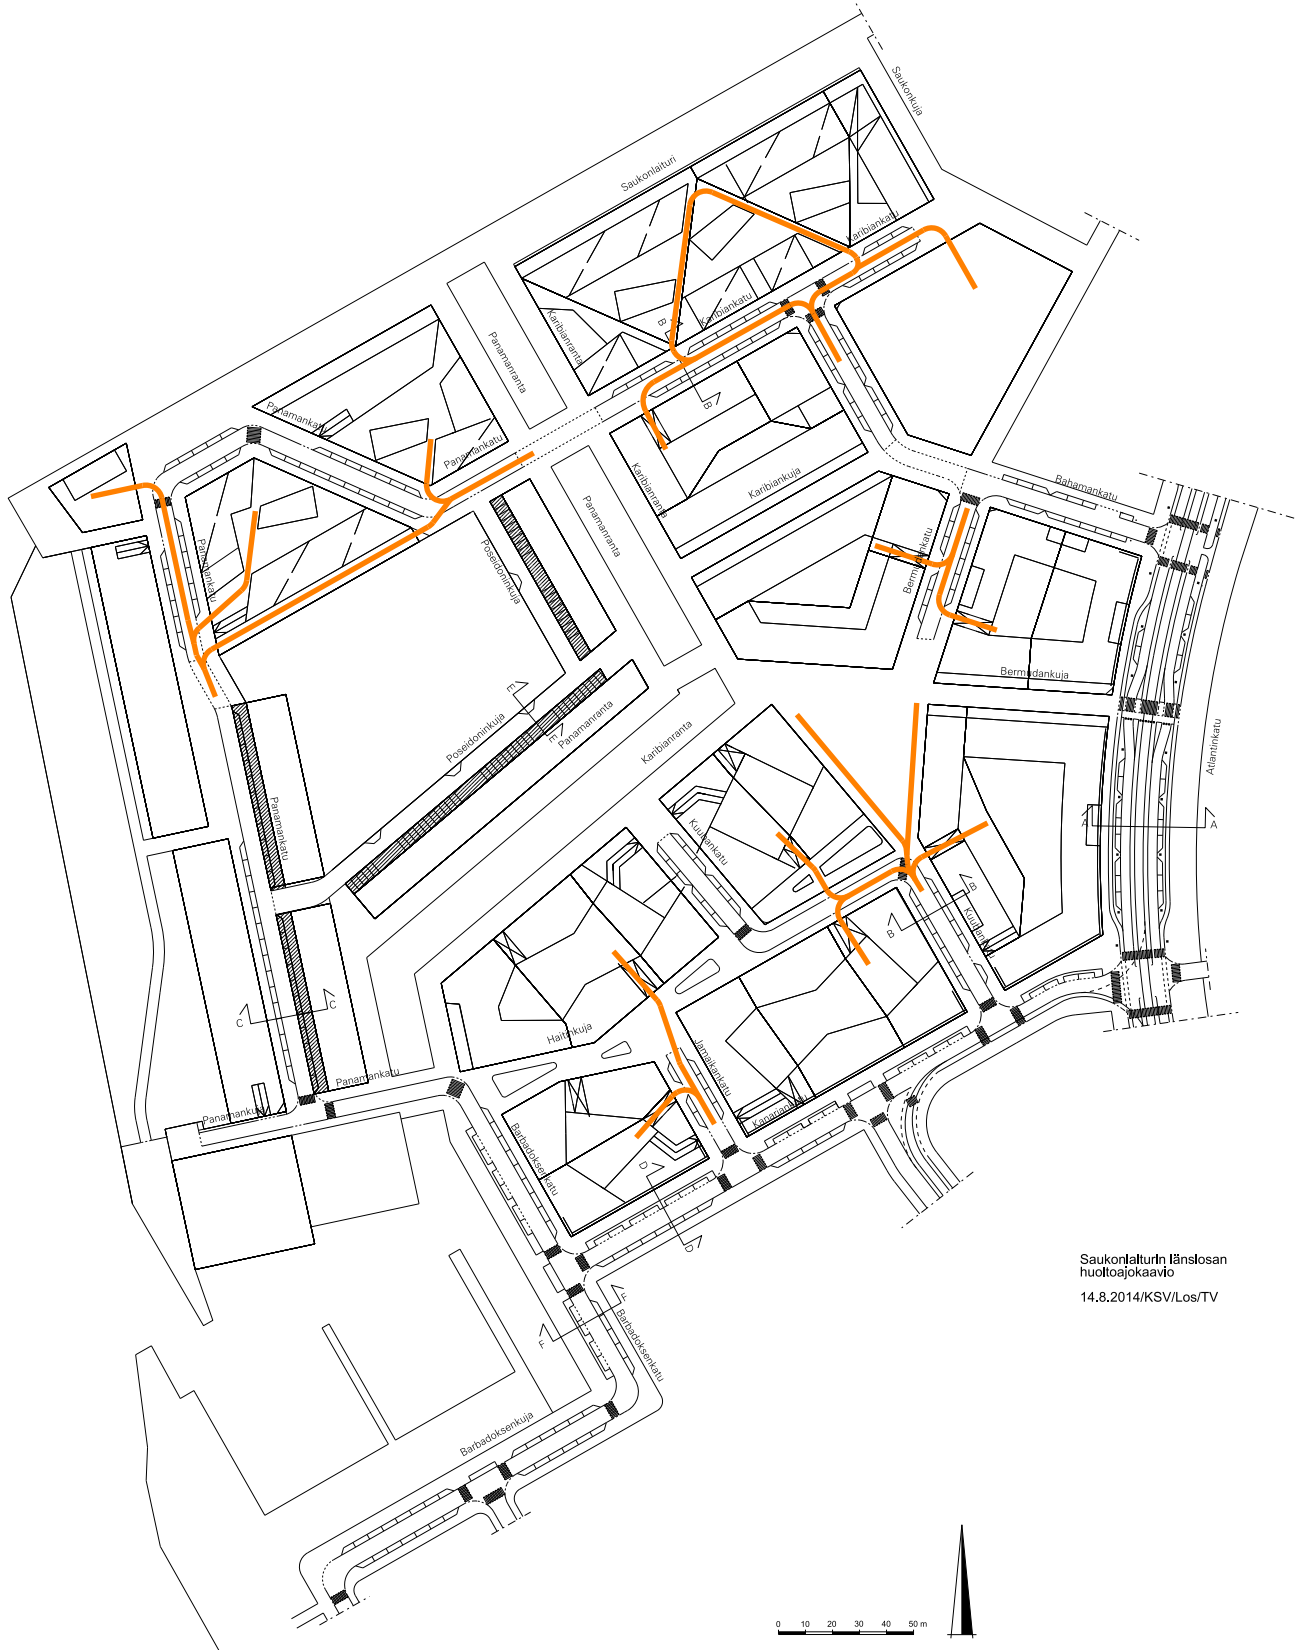 Saukonkuja
Saukonlaituri
Karibiankatu
Karibianranta
Karibiankatu
B
Panamanranta
Panamankatu
Panamankatu
B
Karibianranta
Karibiankuja
Bahamankatu
Panamanranta
Panamankatu
Poseidoninkuja
Bermudankatu
Bermudankuja
E
E
Panamanranta
Poseidoninkuja
Karibianranta
Atlantinkatu
Panamankatu
Kuubankatu
A
A
B
B
C
C
Haitinkuja
Jamaikankatu
Panamankatu
Panamankuja
Barbadoksenkatu
D
D
F
F
Barbadoksenkatu
Barbadoksenkuja
Saukonlaiturin länsiosan
huoltoajokaavio
14.8.2014/KSV/Los/TV
0 10 20 30 40 50 m